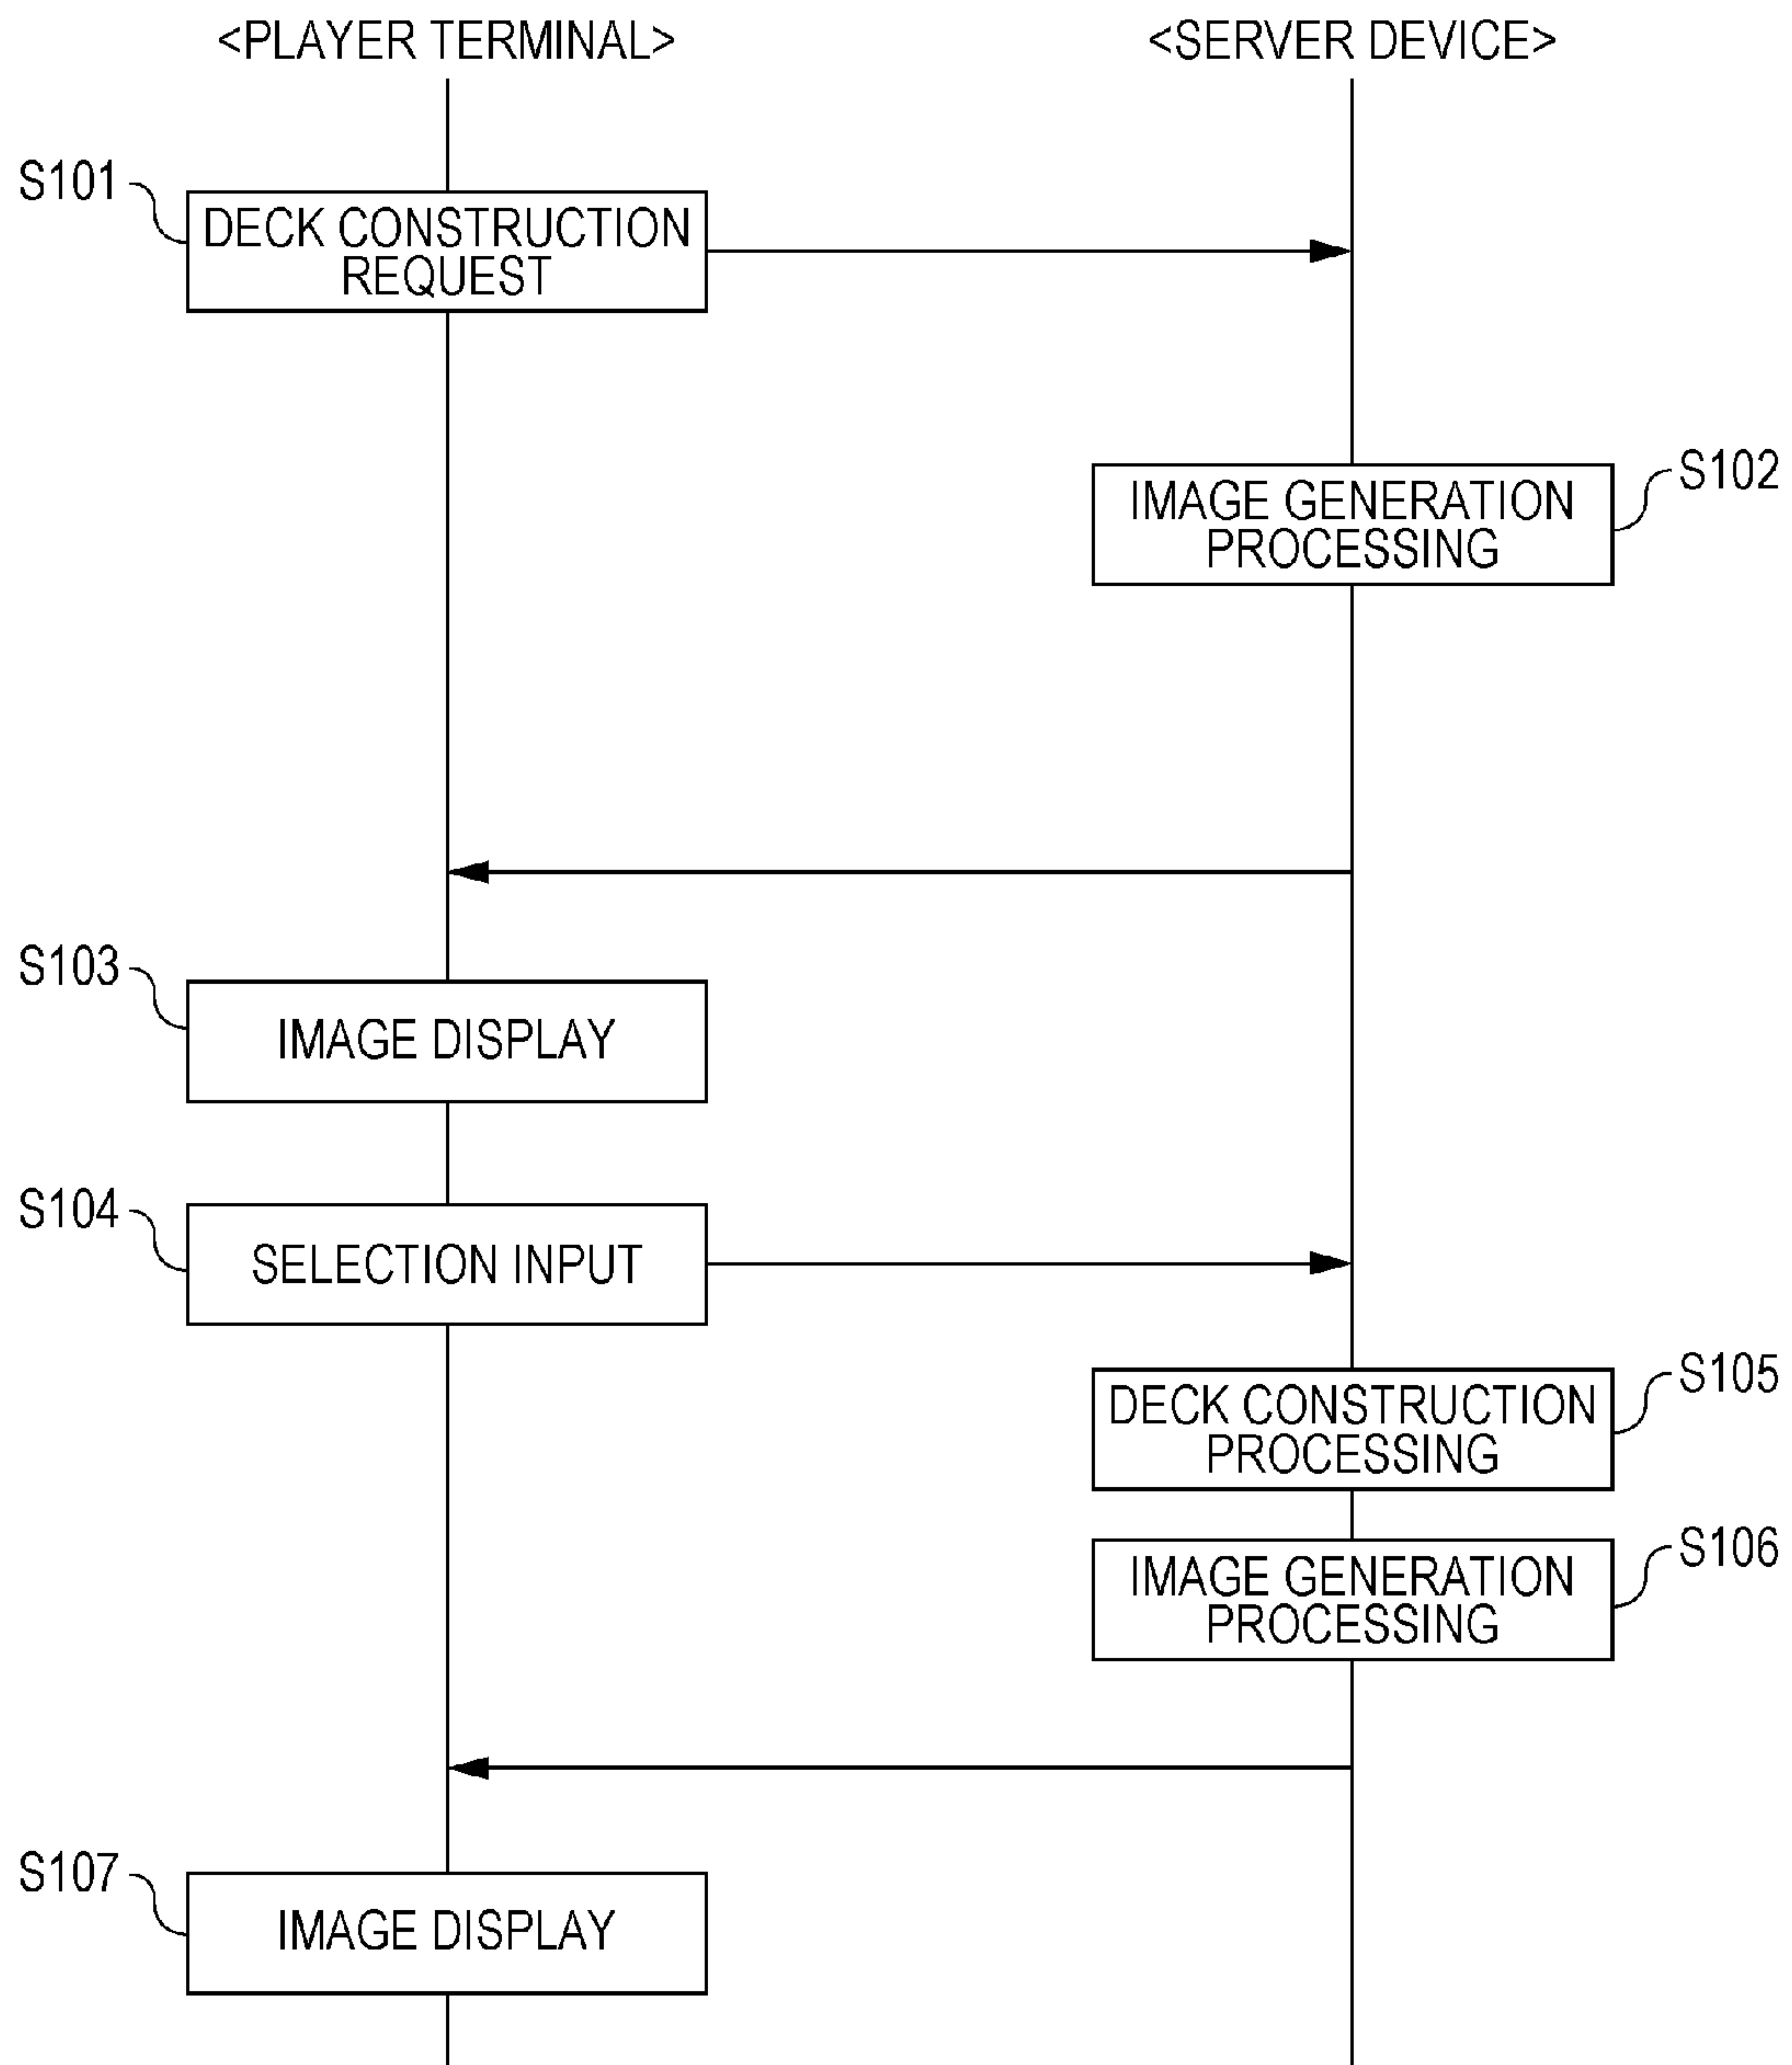 <PLAYER TERMINAL>
<SERVER DEVICE>
S101
DECK CONSTRUCTION
REQUEST
S102
IMAGE GENERATION
PROCESSING
S103
IMAGE DISPLAY
S104
SELECTION INPUT
S105
DECK CONSTRUCTION
PROCESSING
S106
IMAGE GENERATION
PROCESSING
S107
IMAGE DISPLAY